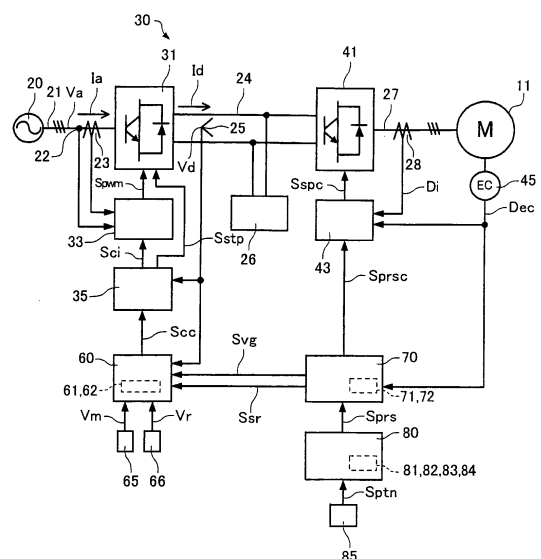 30
31
41
11
20
21
Va
Ia
Id
24
27
M
22
23
Vd
25
28
Spwm
Sspc
Di
EC
45
Dec
33
Sstp
26
43
Sci
35
Sprsc
Scc
60
Svg
70
61,62
Ssr
71,72
Vm
Vr
Sprs
80
65
66
81,82,83,84
Sptn
85